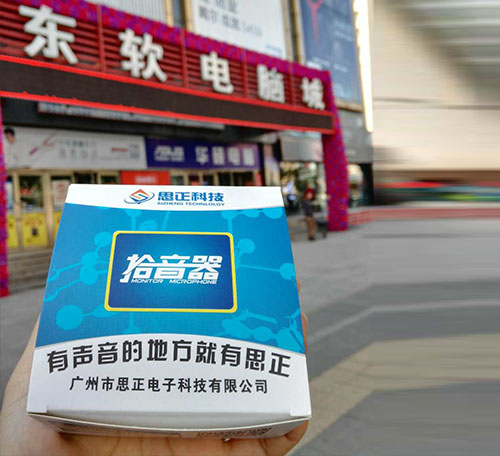 东软电脑城
ASUS 华硕电脑
思正科技
SIZHENG TECHNOLOGY
拾音器
MONITOR MICROPHONE
有声音的地方就有思正
广州市思正电子科技有限公司